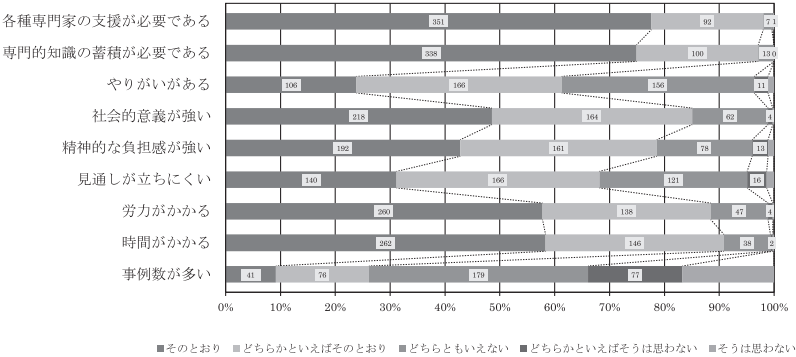 各種専門家の支援が必要である 351 92 7 1
専門的知識の蓄積が必要である 338 100 13 0
やりがいがある 106 166 156 11
社会的意義が強い 218 164 62 4
精神的な負担感が強い 192 161 78 13
見通しが立ちにくい 140 166 121 16
労力がかかる 260 138 47 4
時間がかかる 262 146 38 2
事例数が多い 41 76 179 77
0% 10% 20% 30% 40% 50% 60% 70% 80% 90% 100%
■そのとおり ■どちらかといえばそのとおり ■どちらともいえない ■どちらかといえばそうは思わない ■そうは思わない